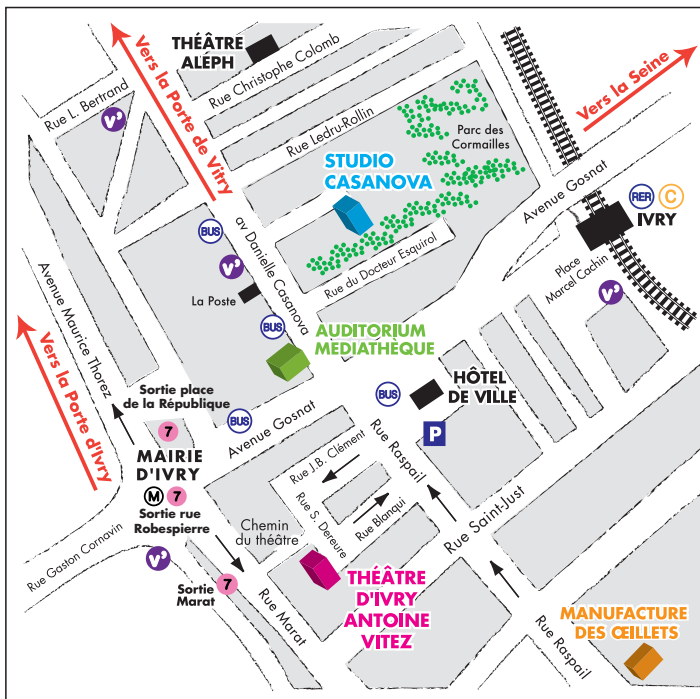 THÉÂTRE
ALEPH
Rue Christophe Colomb
Vers la Porte de Vitry
Rue L. Bertrand
v'
Rue Ledru-Rollin
Parc des
Cormailles
Vers la Seine
STUDIO
CASANOVA
Avenue Gosnat
RER C
IVRY
BUS
av Danielle Casanova
v'
Rue du Docteur Esquirol
Place
Marcel Cachin
v'
La Poste
Avenue Maurice Thorez
BUS
AUDITORIUM
MEDIATHÈQUE
Vers la Porte d'Ivry
Sortie place
de la République
7
BUS
Avenue Gosnat
BUS
HÔTEL
DE VILLE
P
MAIRIE
D'IVRY
M 7
Sortie rue
Robespierre
Rue J.B. Clément
Rue Raspail
Rue S. Dereure
Rue Blanqui
Rue Saint-Just
Chemin
du théâtre
Rue Gaston Cornavin
v'
Sortie
Marat
7
Rue Marat
THÉÂTRE
D'IVRY
ANTOINE
VITEZ
Rue Raspail
MANUFACTURE
DES ŒILLETS